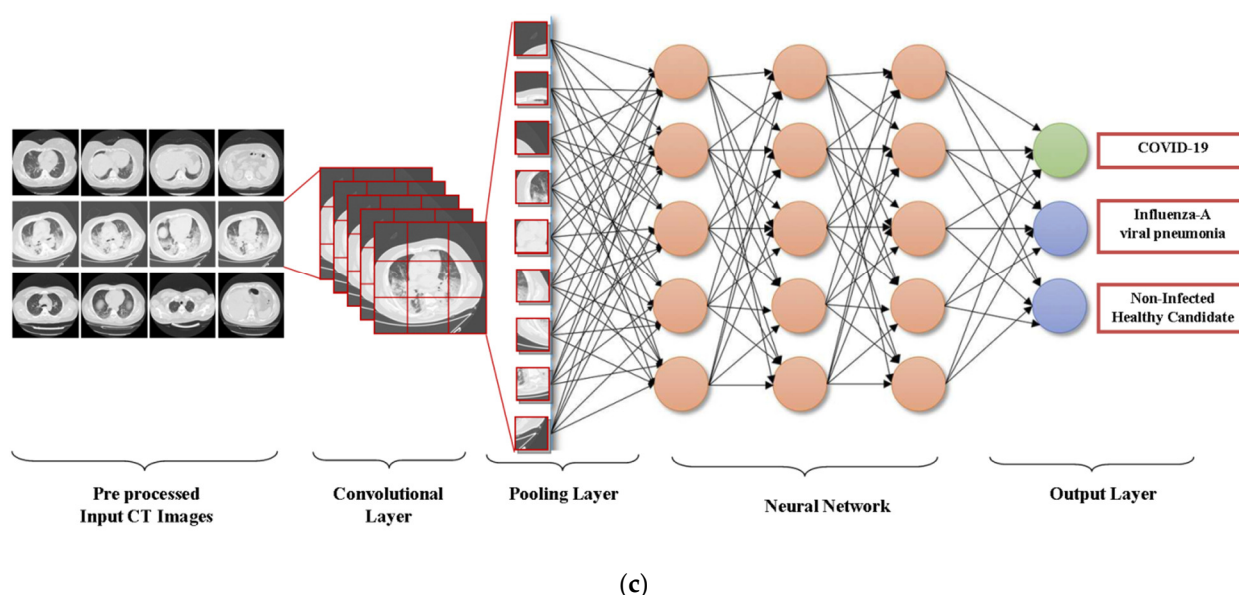 COVID-19
Influenza-A
viral pneumonia
Non-Infected
Healthy Candidate
Pre processed
Input CT Images
Convolutional
Layer
Pooling Layer
Neural Network
Output Layer
(c)